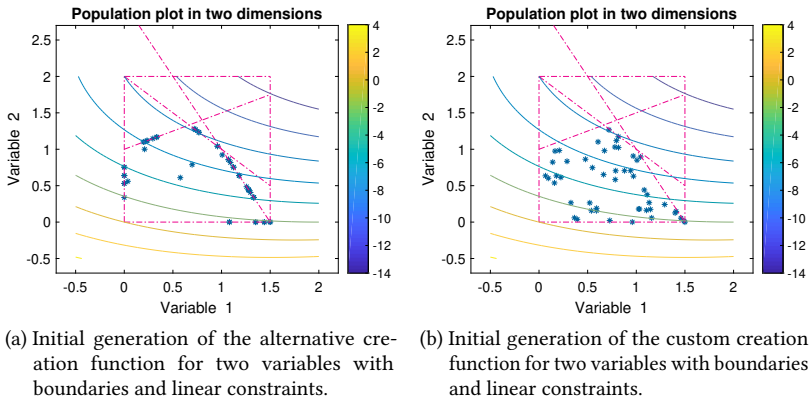 Population plot in two dimensions
Variable 2
2.5
2
1.5
1
0.5
0
-0.5
-0.5 0 0.5 1 1.5 2
Variable 1
4
2
0
-2
-4
-6
-8
-10
-12
-14
(a) Initial generation of the alternative cre-
ation function for two variables with
boundaries and linear constraints.
Population plot in two dimensions
Variable 2
2.5
2
1.5
1
0.5
0
-0.5
-0.5 0 0.5 1 1.5 2
Variable 1
4
2
0
-2
-4
-6
-8
-10
-12
-14
(b) Initial generation of the custom creation
function for two variables with boundaries
and linear constraints.